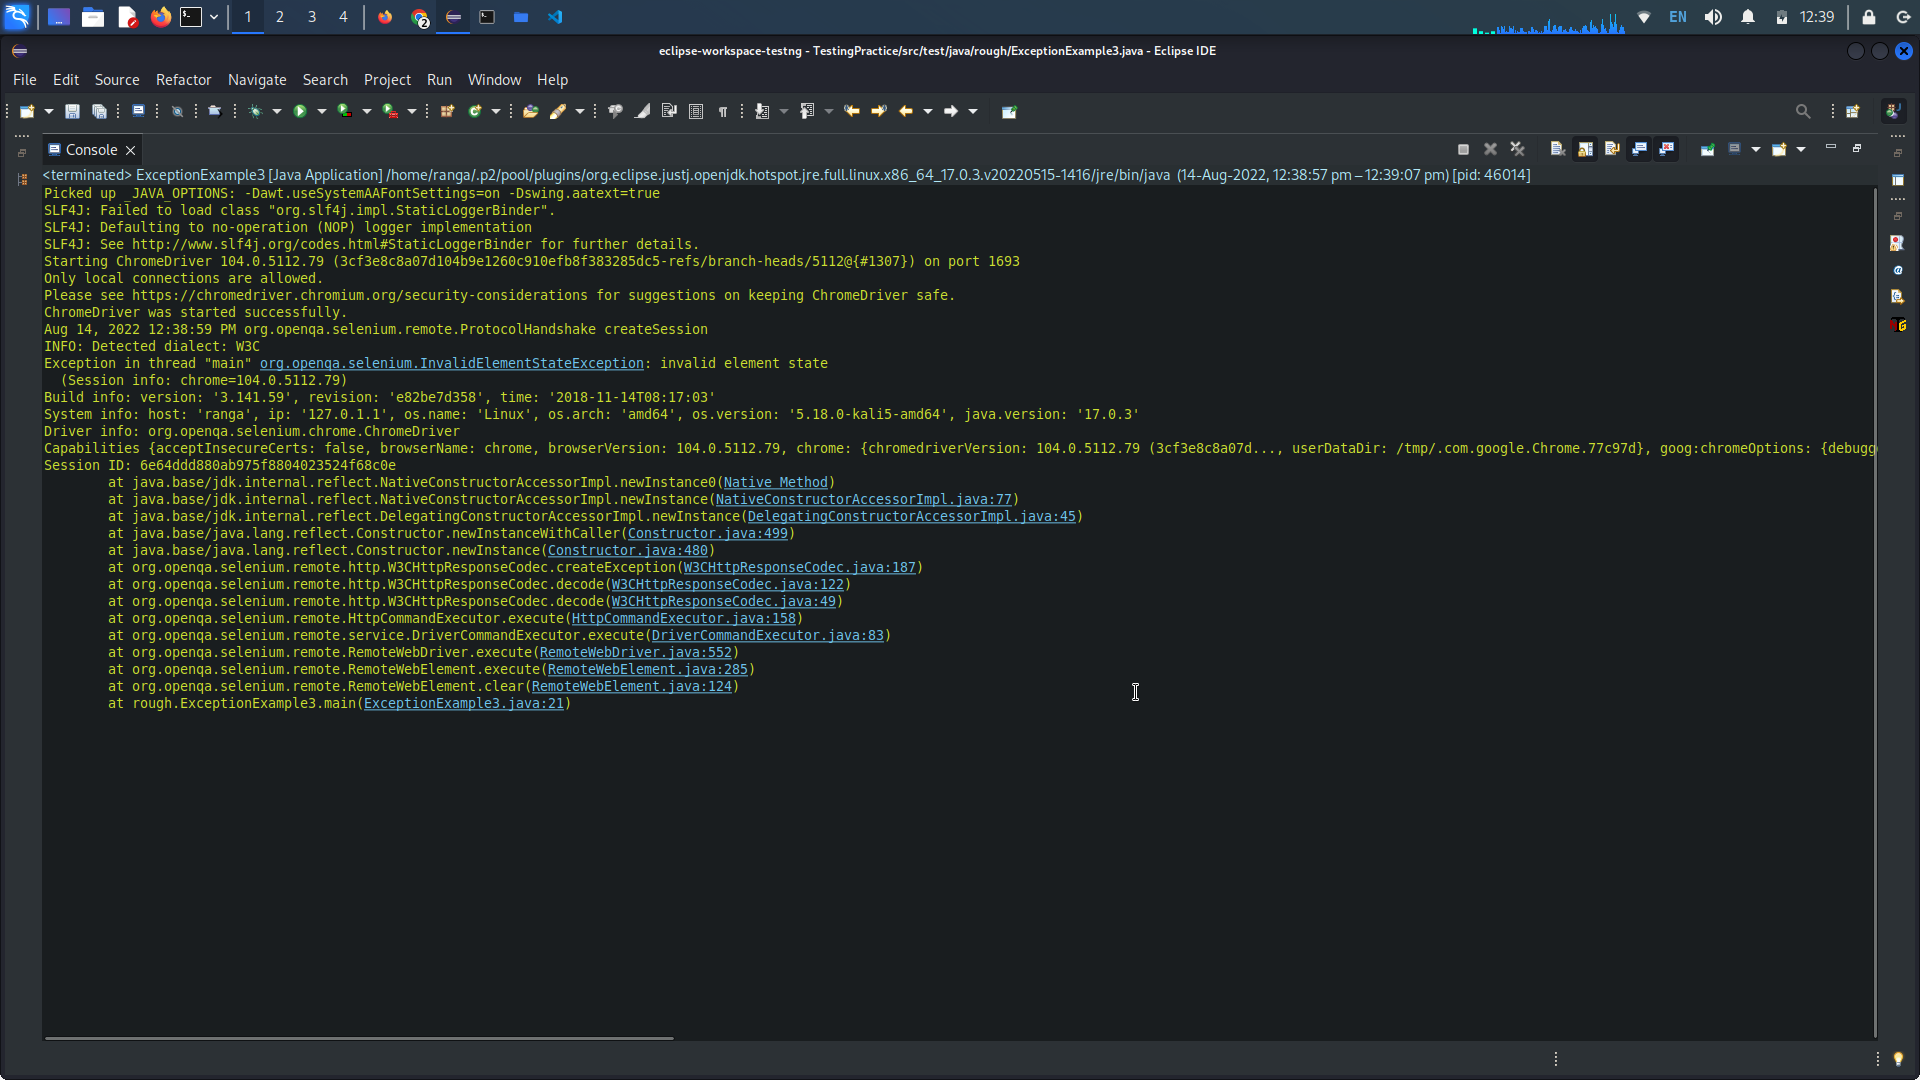 1 2 3 4 2 EN 12:39
eclipse-workspace-testng - TestingPractice/src/test/java/rough/ExceptionExample3.java - Eclipse IDE
File Edit Source Refactor Navigate Search Project Run Window Help
Console
<terminated> ExceptionExample3 [Java Application] /home/ranga/.p2/pool/plugins/org.eclipse.justj.openjdk.hotspot.jre.full.linux.x86_64_17.0.3.v20220515-1416/jre/bin/java (14-Aug-2022, 12:38:57 pm – 12:39:07 pm) [pid: 46014]
Picked up _JAVA_OPTIONS: -Dawt.useSystemAAFontSettings=on -Dswing.aatext=true
SLF4J: Failed to load class "org.slf4j.impl.StaticLoggerBinder".
SLF4J: Defaulting to no-operation (NOP) logger implementation
SLF4J: See http://www.slf4j.org/codes.html#StaticLoggerBinder for further details.
Starting ChromeDriver 104.0.5112.79 (3cf3e8c8a07d104b9e1260c910efb8f383285dc5-refs/branch-heads/5112@{#1307}) on port 1693
Only local connections are allowed.
Please see https://chromedriver.chromium.org/security-considerations for suggestions on keeping ChromeDriver safe.
ChromeDriver was started successfully.
Aug 14, 2022 12:38:59 PM org.openqa.selenium.remote.ProtocolHandshake createSession
INFO: Detected dialect: W3C
Exception in thread "main" org.openqa.selenium.InvalidElementStateException: invalid element state
(Session info: chrome=104.0.5112.79)
Build info: version: '3.141.59', revision: 'e82be7d358', time: '2018-11-14T08:17:03'
System info: host: 'ranga', ip: '127.0.1.1', os.name: 'Linux', os.arch: 'amd64', os.version: '5.18.0-kali5-amd64', java.version: '17.0.3'
Driver info: org.openqa.selenium.chrome.ChromeDriver
Capabilities {acceptInsecureCerts: false, browserName: chrome, browserVersion: 104.0.5112.79, chrome: {chromedriverVersion: 104.0.5112.79 (3cf3e8c8a07d..., userDataDir: /tmp/.com.google.Chrome.77c97d}, goog:chromeOptions: {debugg
Session ID: 6e64ddd880ab975f8804023524f68c0e
at java.base/jdk.internal.reflect.NativeConstructorAccessorImpl.newInstance0(Native Method)
at java.base/jdk.internal.reflect.NativeConstructorAccessorImpl.newInstance(NativeConstructorAccessorImpl.java:77)
at java.base/jdk.internal.reflect.DelegatingConstructorAccessorImpl.newInstance(DelegatingConstructorAccessorImpl.java:45)
at java.base/java.lang.reflect.Constructor.newInstanceWithCaller(Constructor.java:499)
at java.base/java.lang.reflect.Constructor.newInstance(Constructor.java:480)
at org.openqa.selenium.remote.http.W3CHttpResponseCodec.createException(W3CHttpResponseCodec.java:187)
at org.openqa.selenium.remote.http.W3CHttpResponseCodec.decode(W3CHttpResponseCodec.java:122)
at org.openqa.selenium.remote.http.W3CHttpResponseCodec.decode(W3CHttpResponseCodec.java:49)
at org.openqa.selenium.remote.HttpCommandExecutor.execute(HttpCommandExecutor.java:158)
at org.openqa.selenium.remote.service.DriverCommandExecutor.execute(DriverCommandExecutor.java:83)
at org.openqa.selenium.remote.RemoteWebDriver.execute(RemoteWebDriver.java:552)
at org.openqa.selenium.remote.RemoteWebElement.execute(RemoteWebElement.java:285)
at org.openqa.selenium.remote.RemoteWebElement.clear(RemoteWebElement.java:124)
at rough.ExceptionExample3.main(ExceptionExample3.java:21)